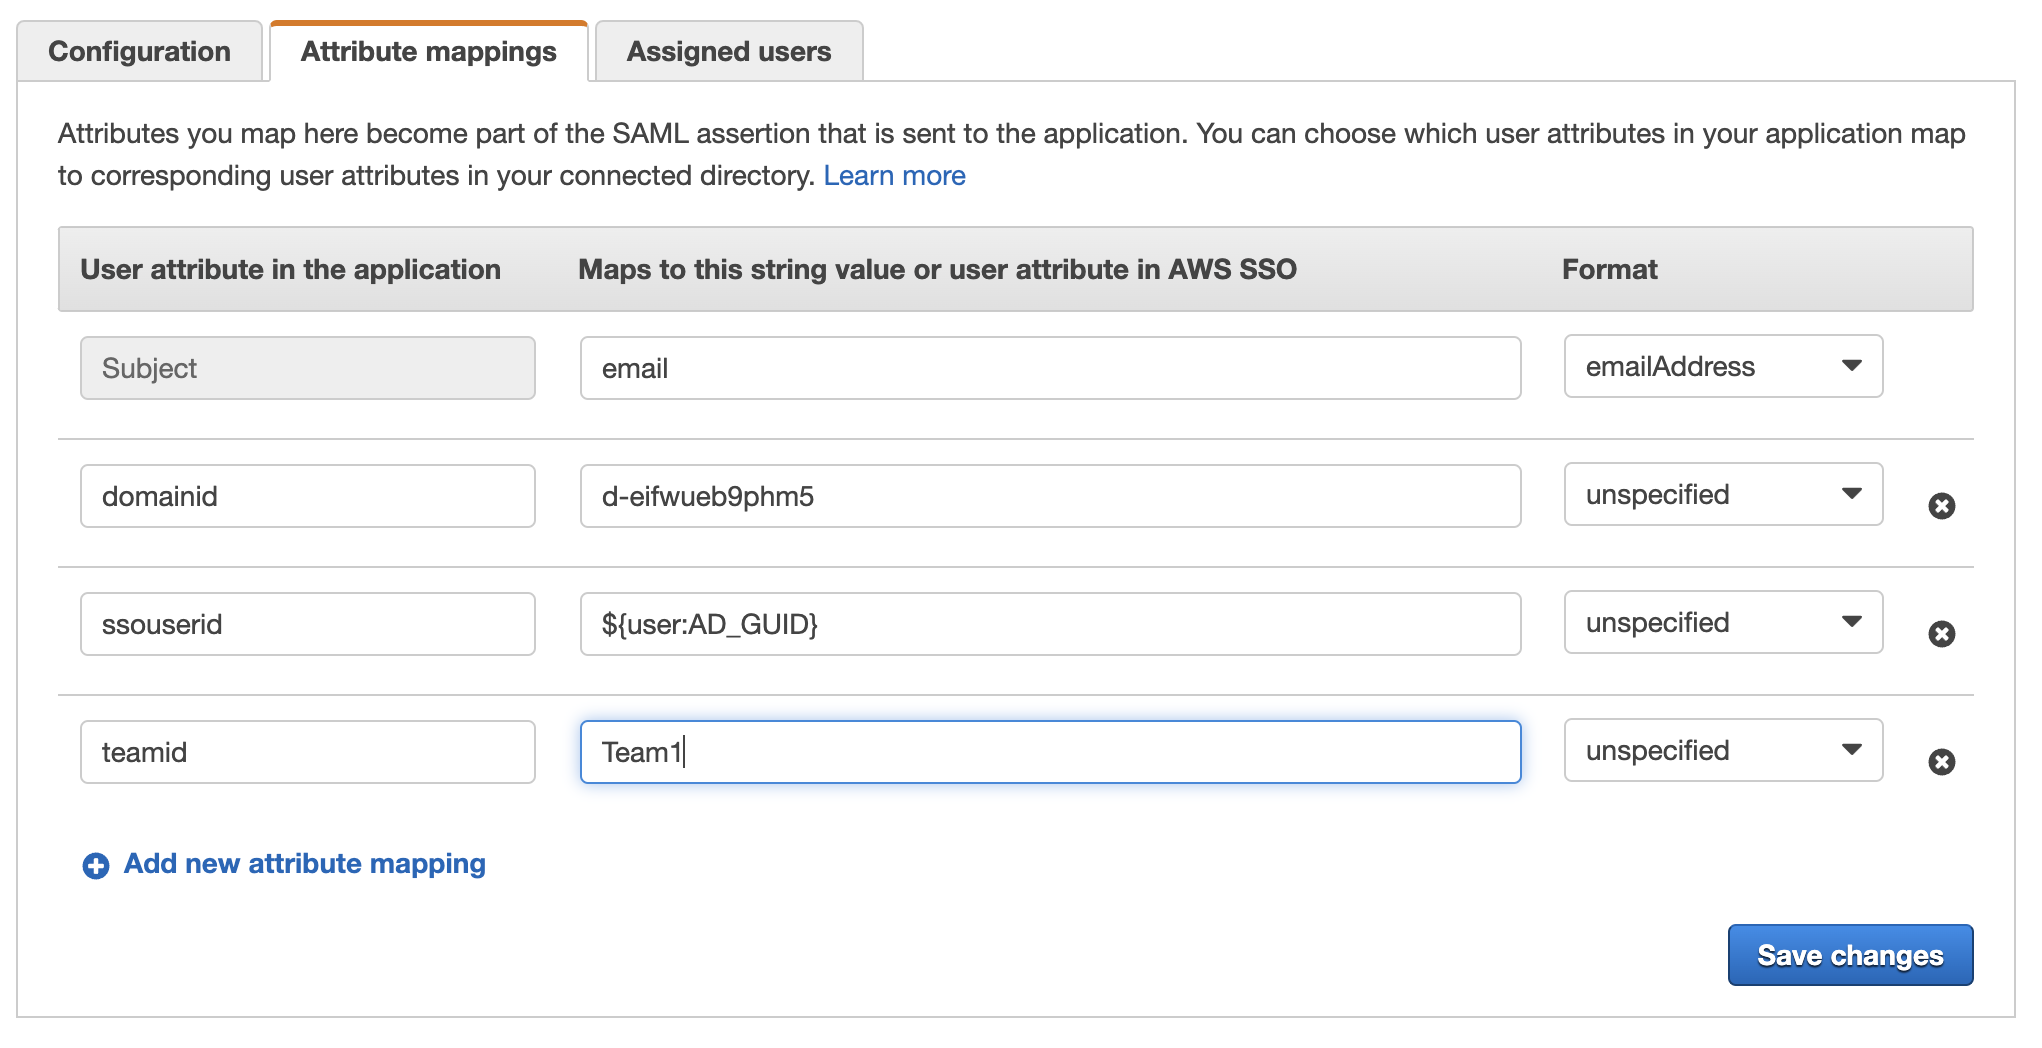 Configuration
Attribute mappings
Assigned users
Attributes you map here become part of the SAML assertion that is sent to the application. You can choose which user attributes in your application map
to corresponding user attributes in your connected directory. Learn more
User attribute in the application
Maps to this string value or user attribute in AWS SSO
Format
Subject
email
emailAddress
domainid
d-eifwueb9phm5
unspecified
ssouserid
${user:AD_GUID}
unspecified
teamid
Team1
unspecified
Add new attribute mapping
Save changes